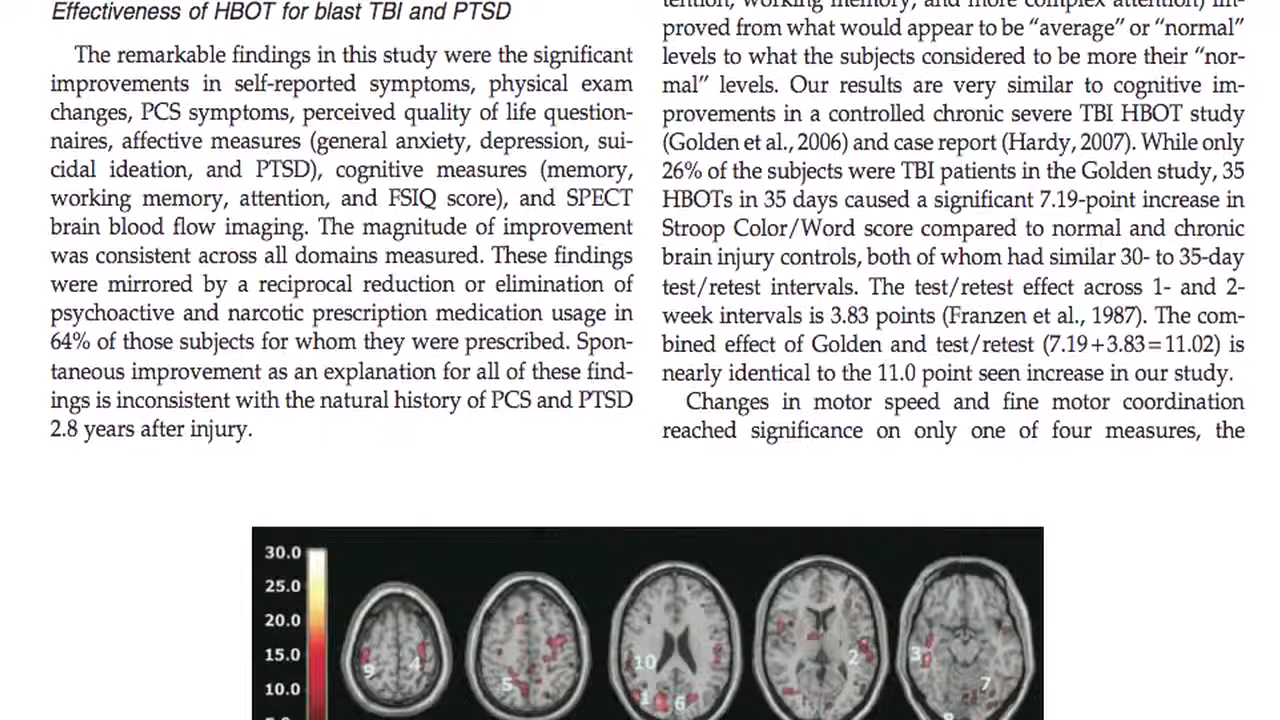 Effectiveness of HBOT for blast TBI and PTSD
The remarkable findings in this study were the significant
improvements in self-reported symptoms, physical exam
changes, PCS symptoms, perceived quality of life question-
naires, affective measures (general anxiety, depression, sui-
cidal ideation, and PTSD), cognitive measures (memory,
working memory, attention, and FSIQ score), and SPECT
brain blood flow imaging. The magnitude of improvement
was consistent across all domains measured. These findings
were mirrored by a reciprocal reduction or elimination of
psychoactive and narcotic prescription medication usage in
64% of those subjects for whom they were prescribed. Spon-
taneous improvement as an explanation for all of these find-
ings is inconsistent with the natural history of PCS and PTSD
2.8 years after injury.
tention, working memory, and more complex attention) im-
proved from what would appear to be “average” or “normal”
levels to what the subjects considered to be more their “nor-
mal” levels. Our results are very similar to cognitive im-
provements in a controlled chronic severe TBI HBOT study
(Golden et al., 2006) and case report (Hardy, 2007). While only
26% of the subjects were TBI patients in the Golden study, 35
HBOTs in 35 days caused a significant 7.19-point increase in
Stroop Color/Word score compared to normal and chronic
brain injury controls, both of whom had similar 30- to 35-day
test/retest intervals. The test/retest effect across 1- and 2-
week intervals is 3.83 points (Franzen et al., 1987). The com-
bined effect of Golden and test/retest (7.19+3.83=11.02) is
nearly identical to the 11.0 point seen increase in our study.
Changes in motor speed and fine motor coordination
reached significance on only one of four measures, the
30.0
25.0
20.0
15.0
10.0
9 4
5
10
1 6
2
3
7